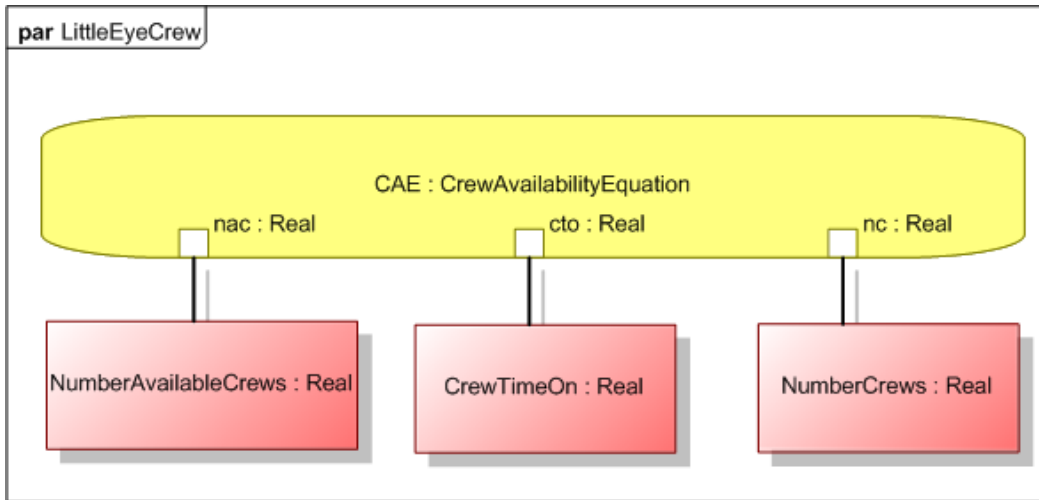 par LittleEyeCrew
CAE : CrewAvailabilityEquation
nac : Real
cto : Real
nc : Real
NumberAvailableCrews : Real
CrewTimeOn : Real
NumberCrews : Real